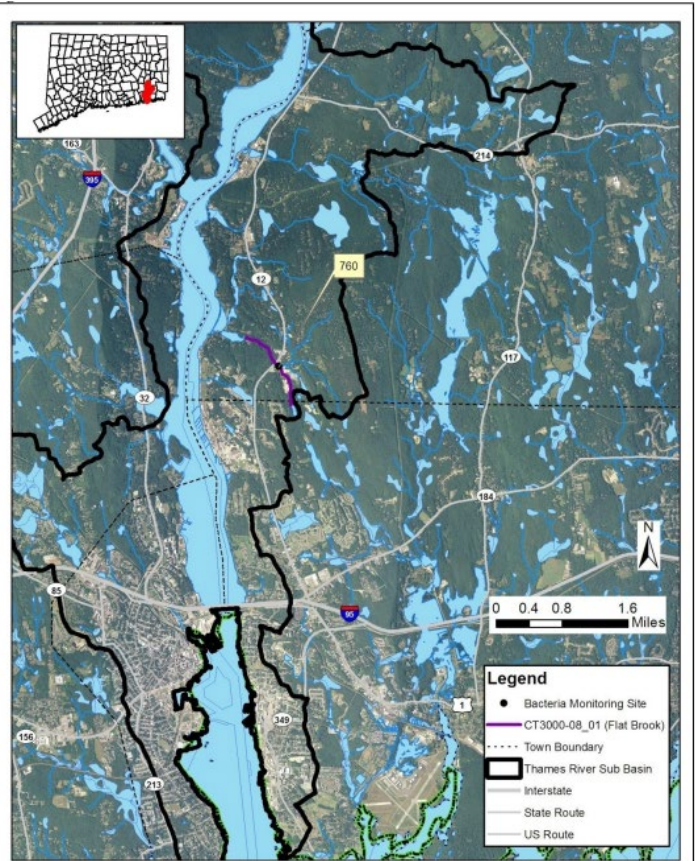 163
395
214
760
12
117
32
184
N
85
0 0.4 0.8 1.6
Miles
95
Legend
Bacteria Monitoring Site
CT3000-08_01 (Flat Brook)
Town Boundary
Thames River Sub Basin
Interstate
State Route
US Route
1
349
156
213